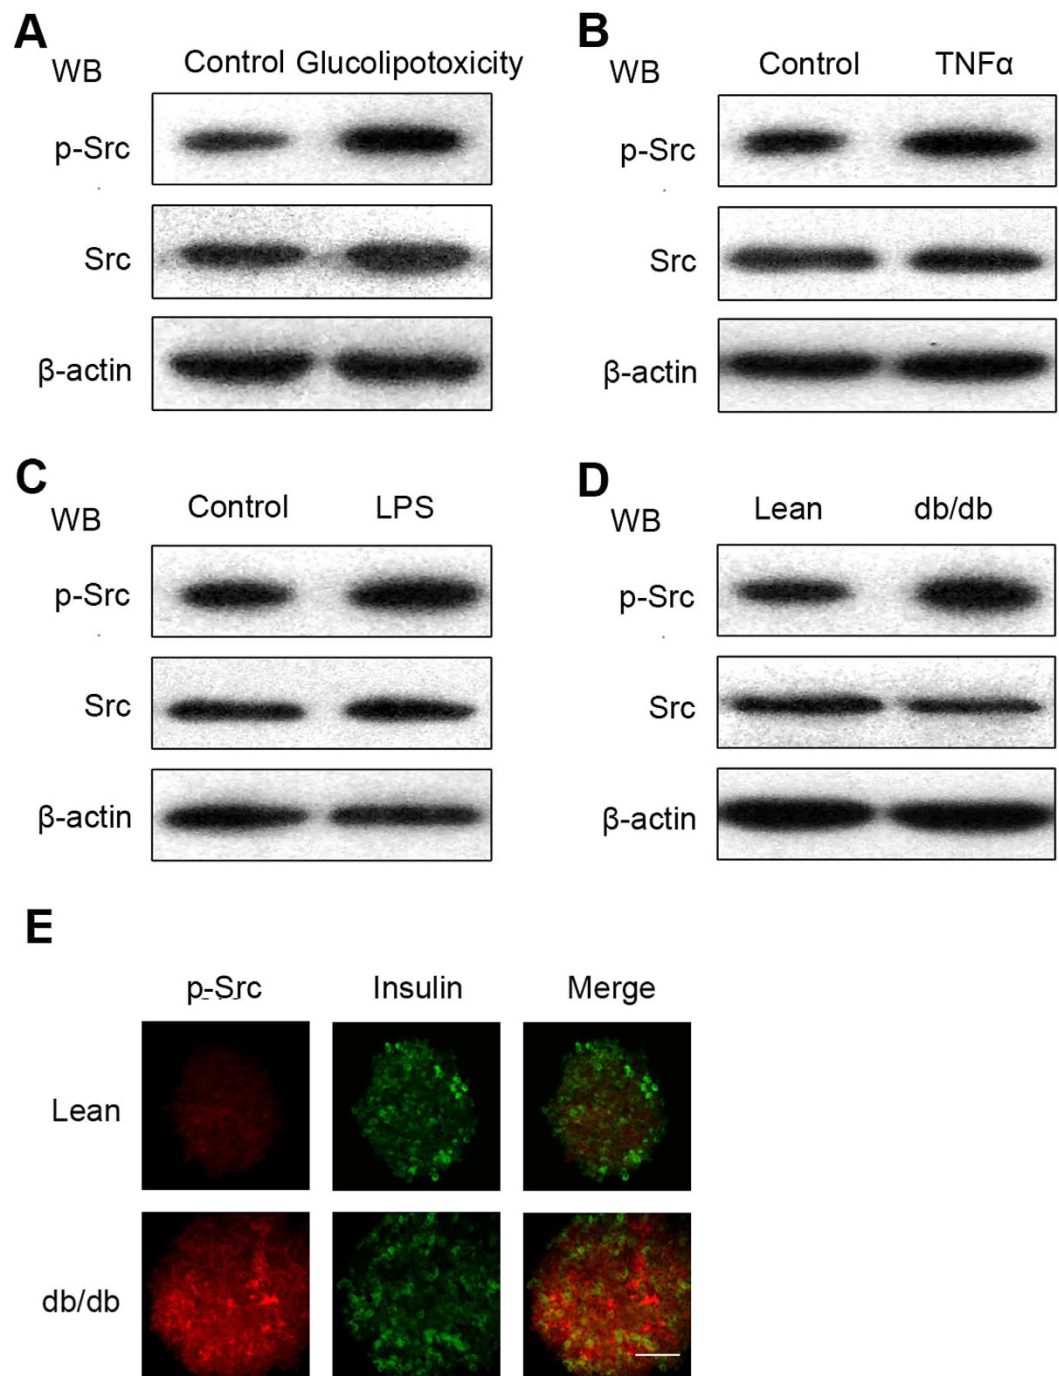 A
WB Control Glucolipotoxicity
p-Src
Src
β-actin
B
WB Control TNFα
p-Src
Src
β-actin
C
WB Control LPS
p-Src
Src
β-actin
D
WB Lean db/db
p-Src
Src
β-actin
E
p-Src Insulin Merge
Lean
db/db